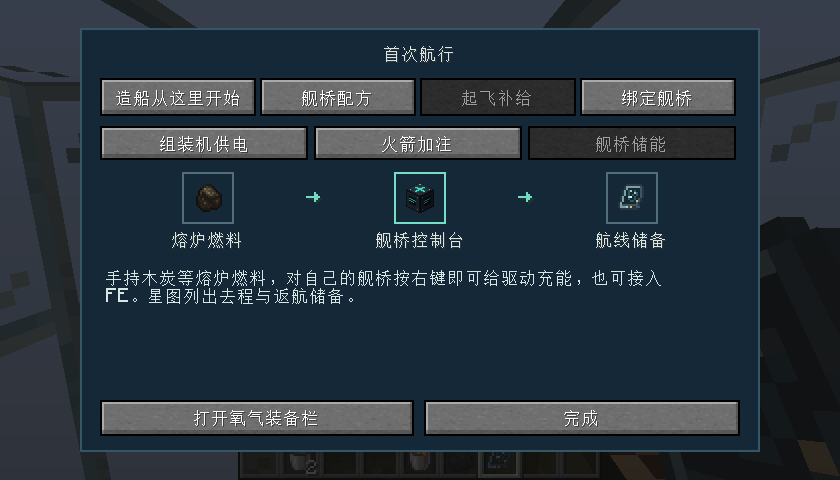 首次航行
造船从这里开始 舰桥配方 起飞补给 绑定舰桥
组装机供电 火箭加注 舰桥储能
熔炉燃料 舰桥控制台 航线储备
手持木炭等熔炉燃料，对自己的舰桥按右键即可给驱动充能，也可接入
FE。星图列出去程与返航储备。
打开氧气装备栏 完成
2